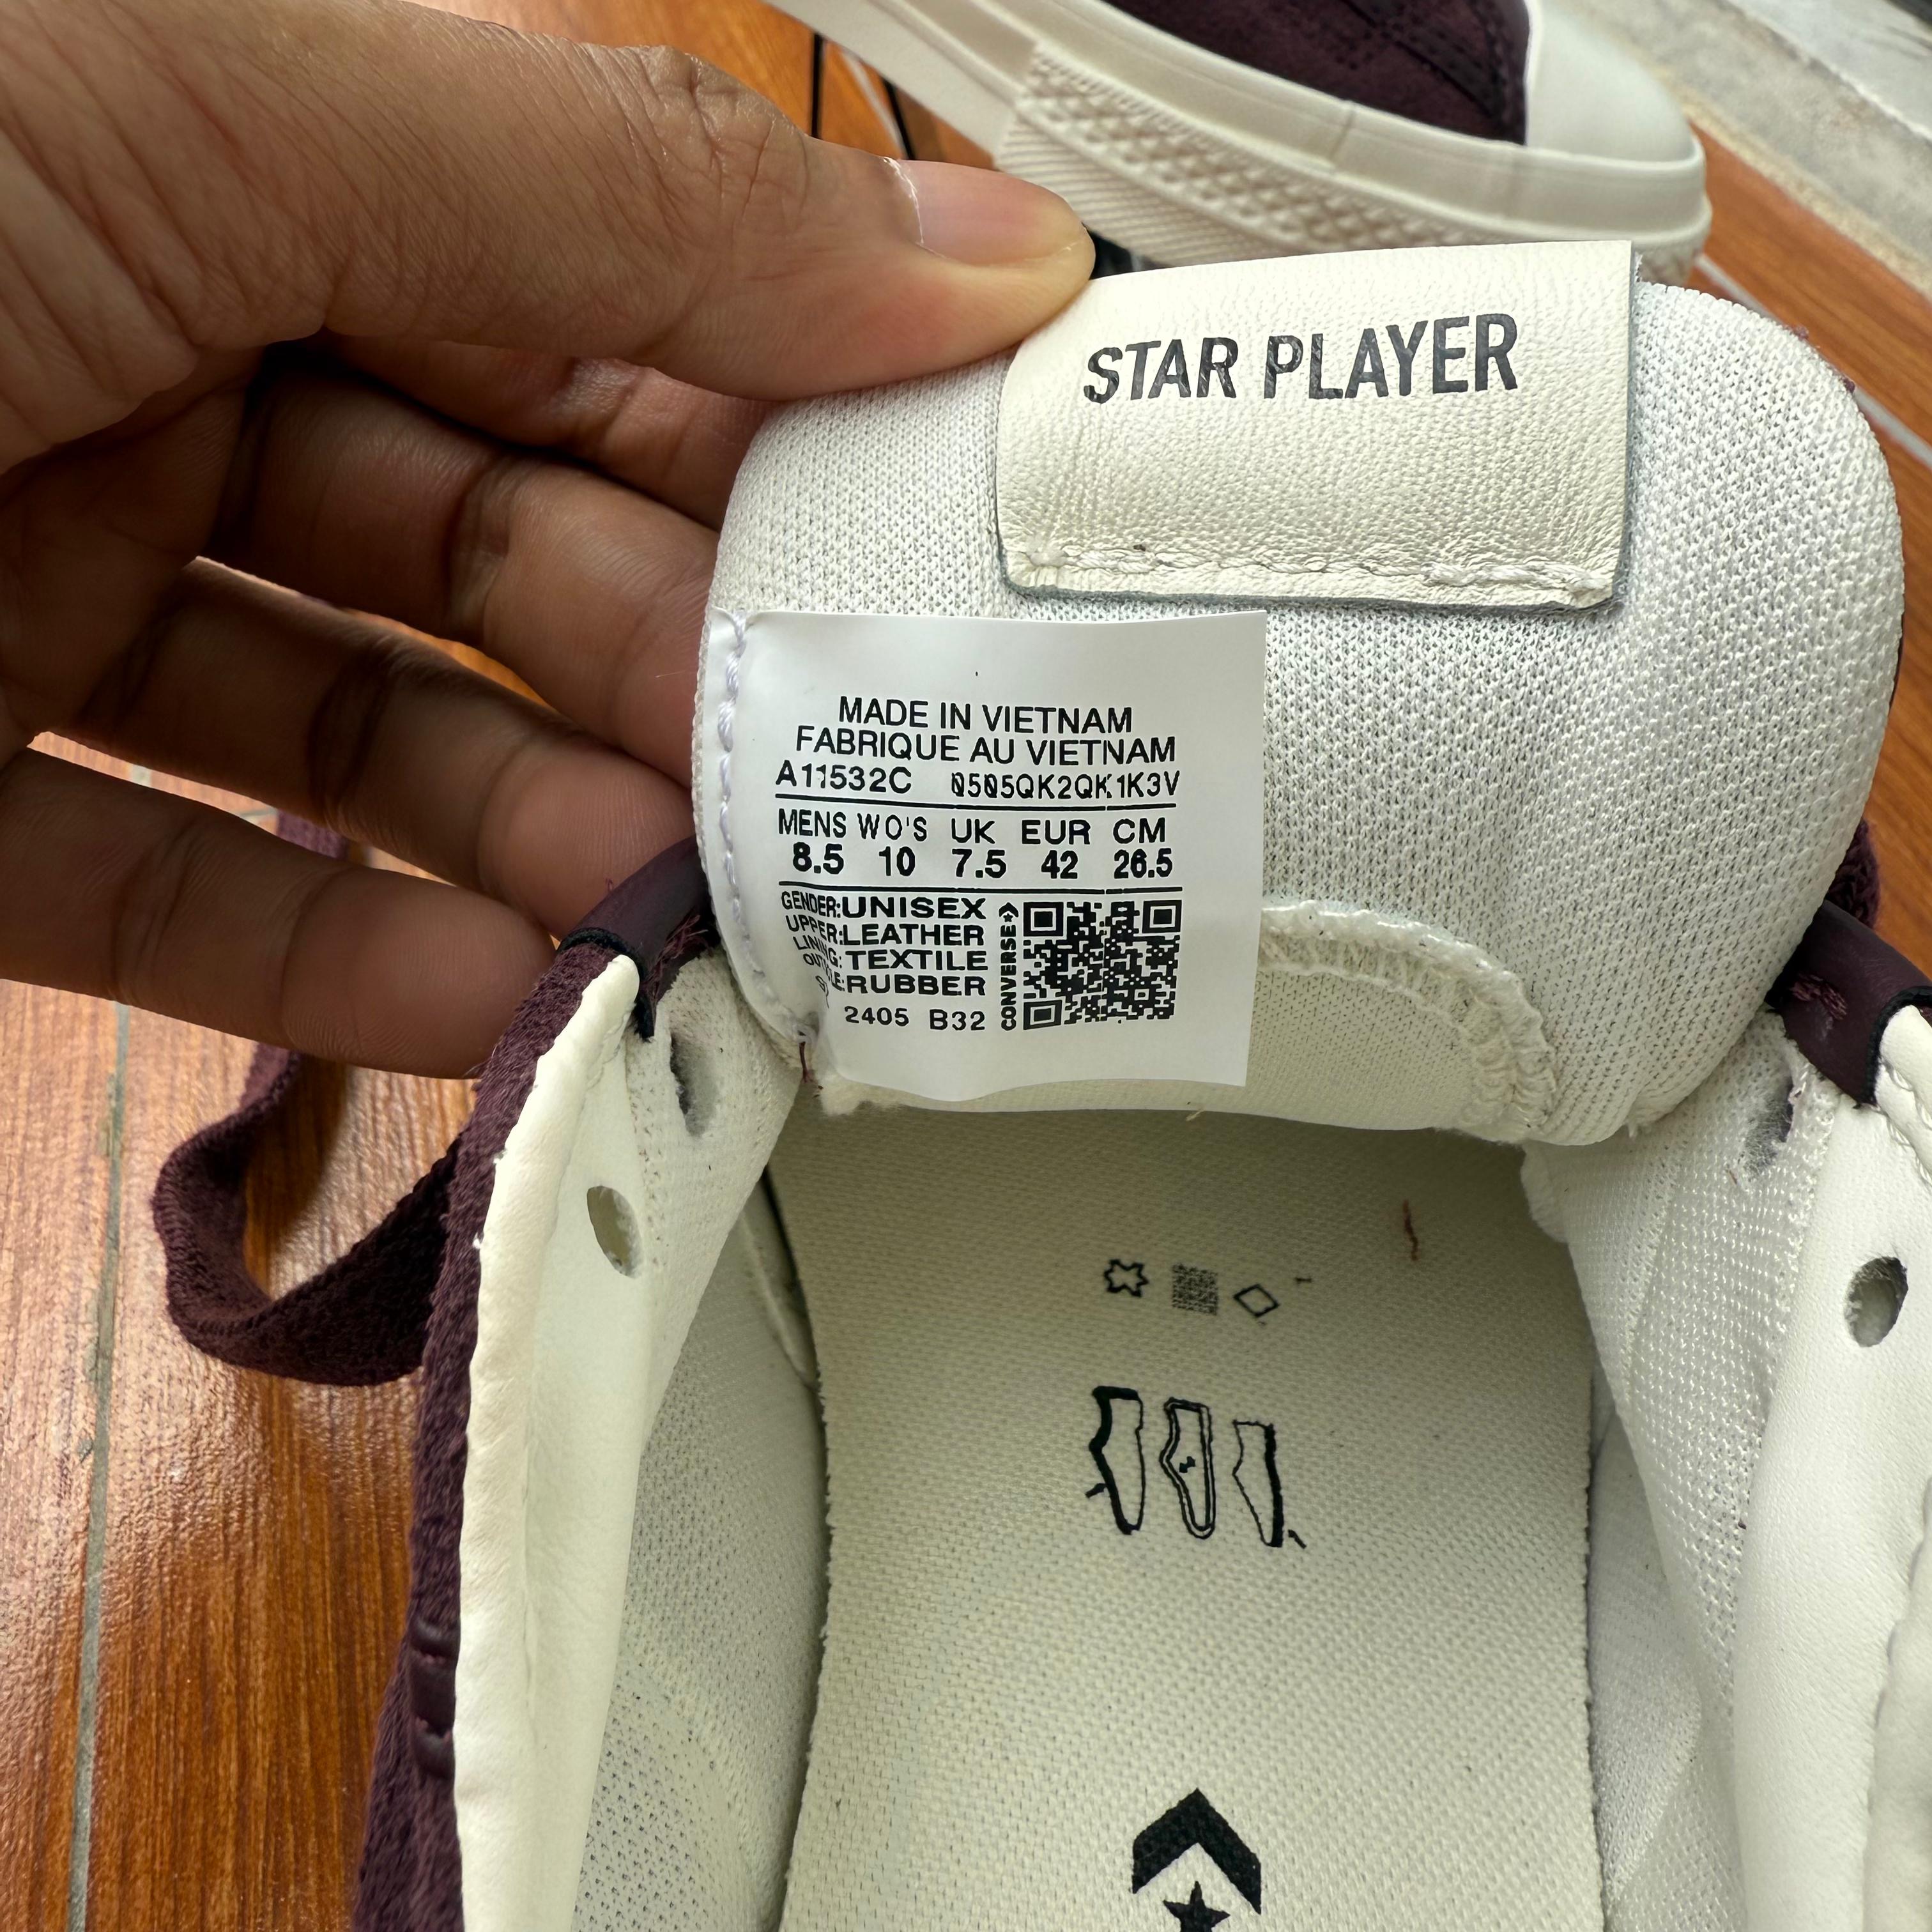 STAR PLAYER
MADE IN VIETNAM
FABRIQUE AU VIETNAM
A11532C 0505QK2QK1K3V
MENS WO'S UK EUR CM
8.5 10 7.5 42 26.5
GENDER:UNISEX
UPPER:LEATHER
LINING: TEXTILE
:RUBBER
2405 B32
CONVERSE